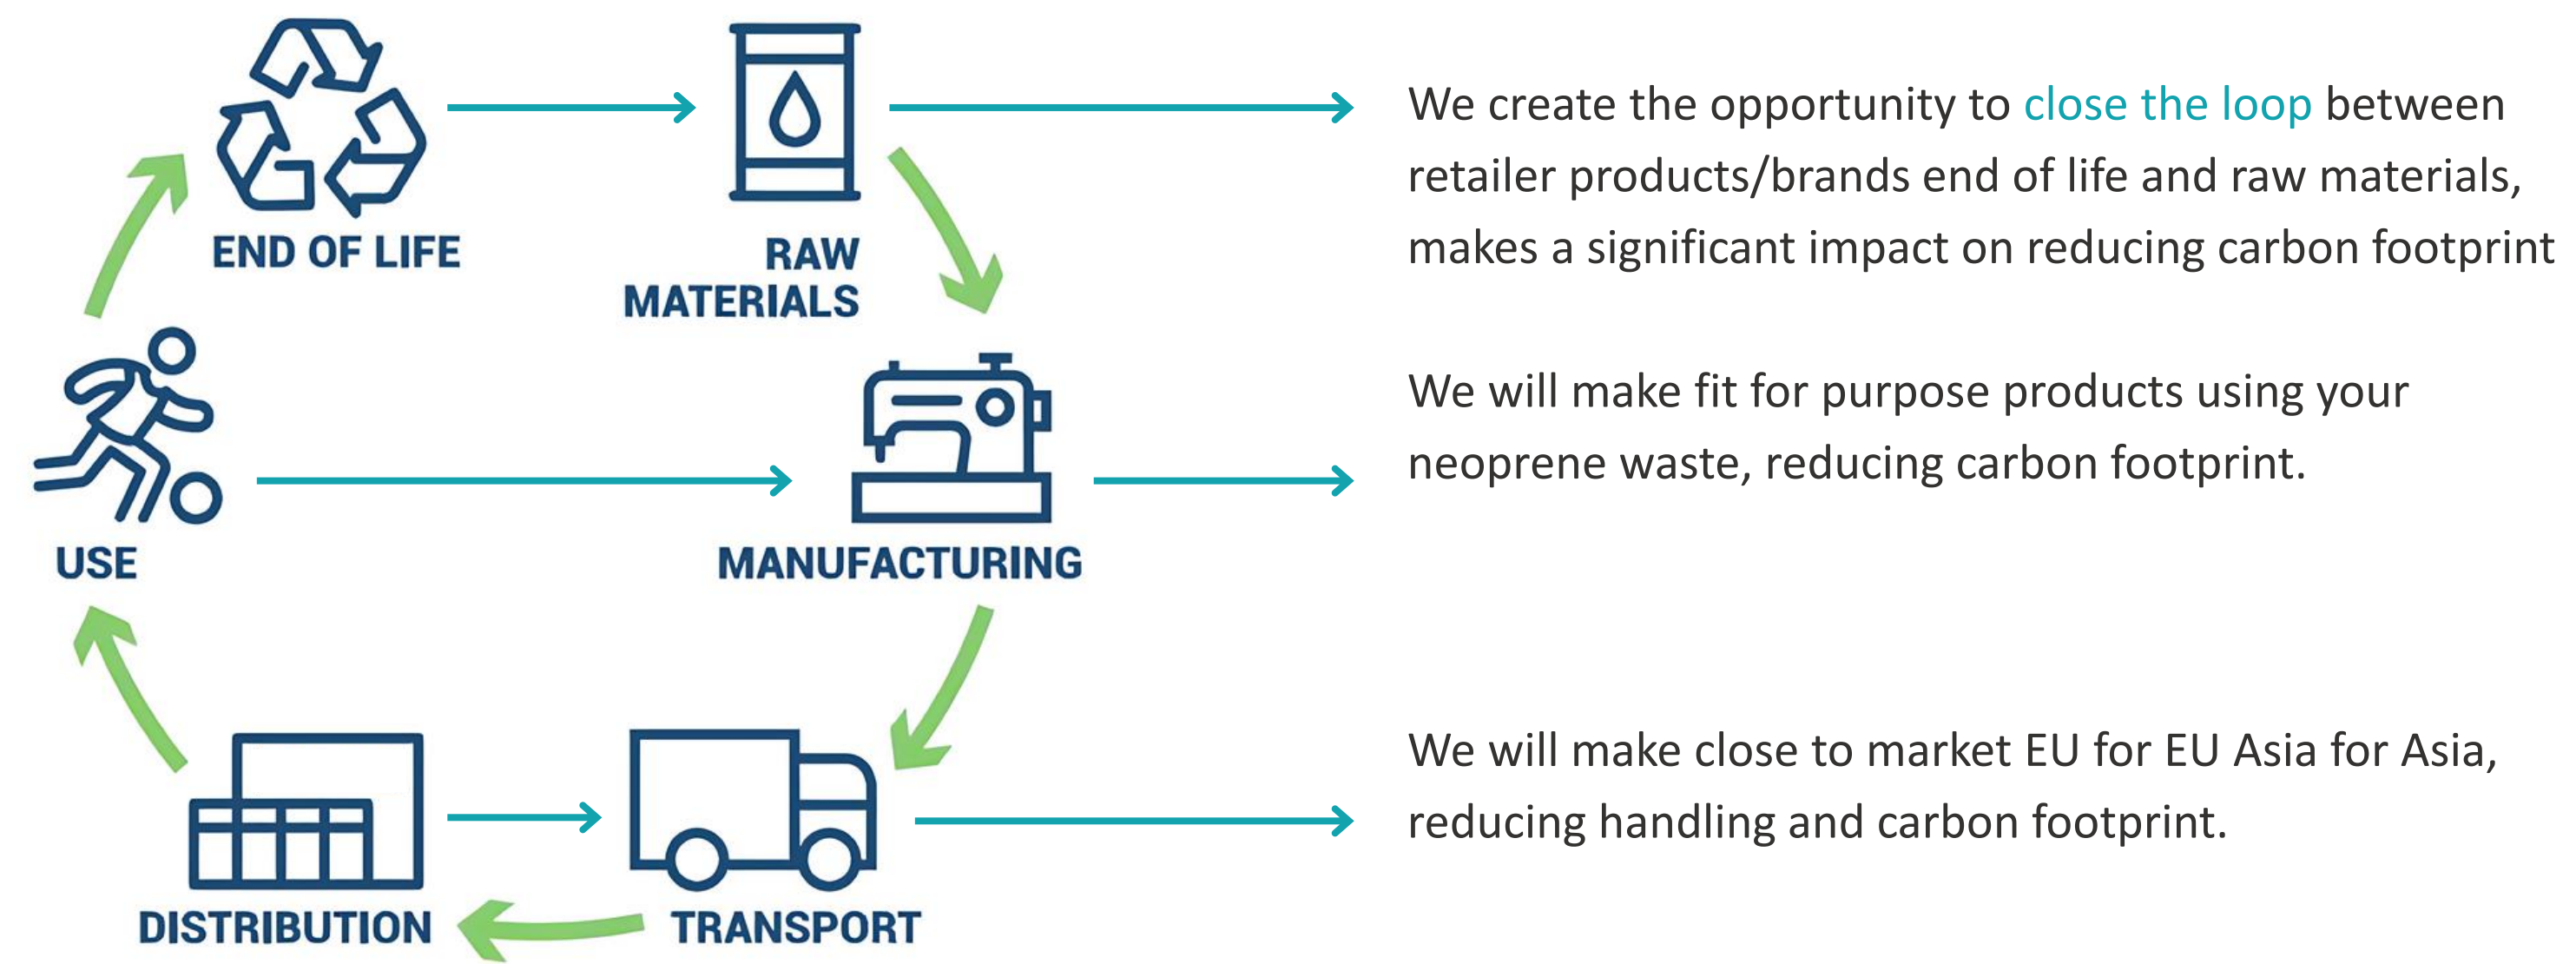 END OF LIFE
RAW
MATERIALS
We create the opportunity to close the loop between
retailer products/brands end of life and raw materials,
makes a significant impact on reducing carbon footprint
USE
MANUFACTURING
We will make fit for purpose products using your
neoprene waste, reducing carbon footprint.
DISTRIBUTION
TRANSPORT
We will make close to market EU for EU Asia for Asia,
reducing handling and carbon footprint.